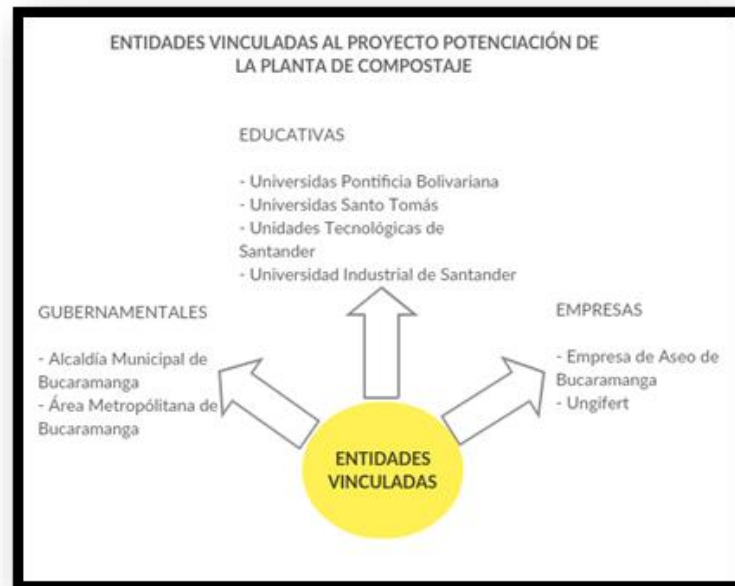 ENTIDADES VINCULADAS AL PROYECTO POTENCIACIÓN DE
LA PLANTA DE COMPOSTAJE
EDUCATIVAS
- Universidas Pontificia Bolivariana
- Universidas Santo Tomás
- Unidades Tecnológicas de
Santander
- Universidad Industrial de Santander
GUBERNAMENTALES
- Alcaldía Municipal de
Bucaramanga
- Área Metropólitana de
Bucaramanga
EMPRESAS
- Empresa de Aseo de
Bucaramanga
- Ungifert
ENTIDADES
VINCULADAS